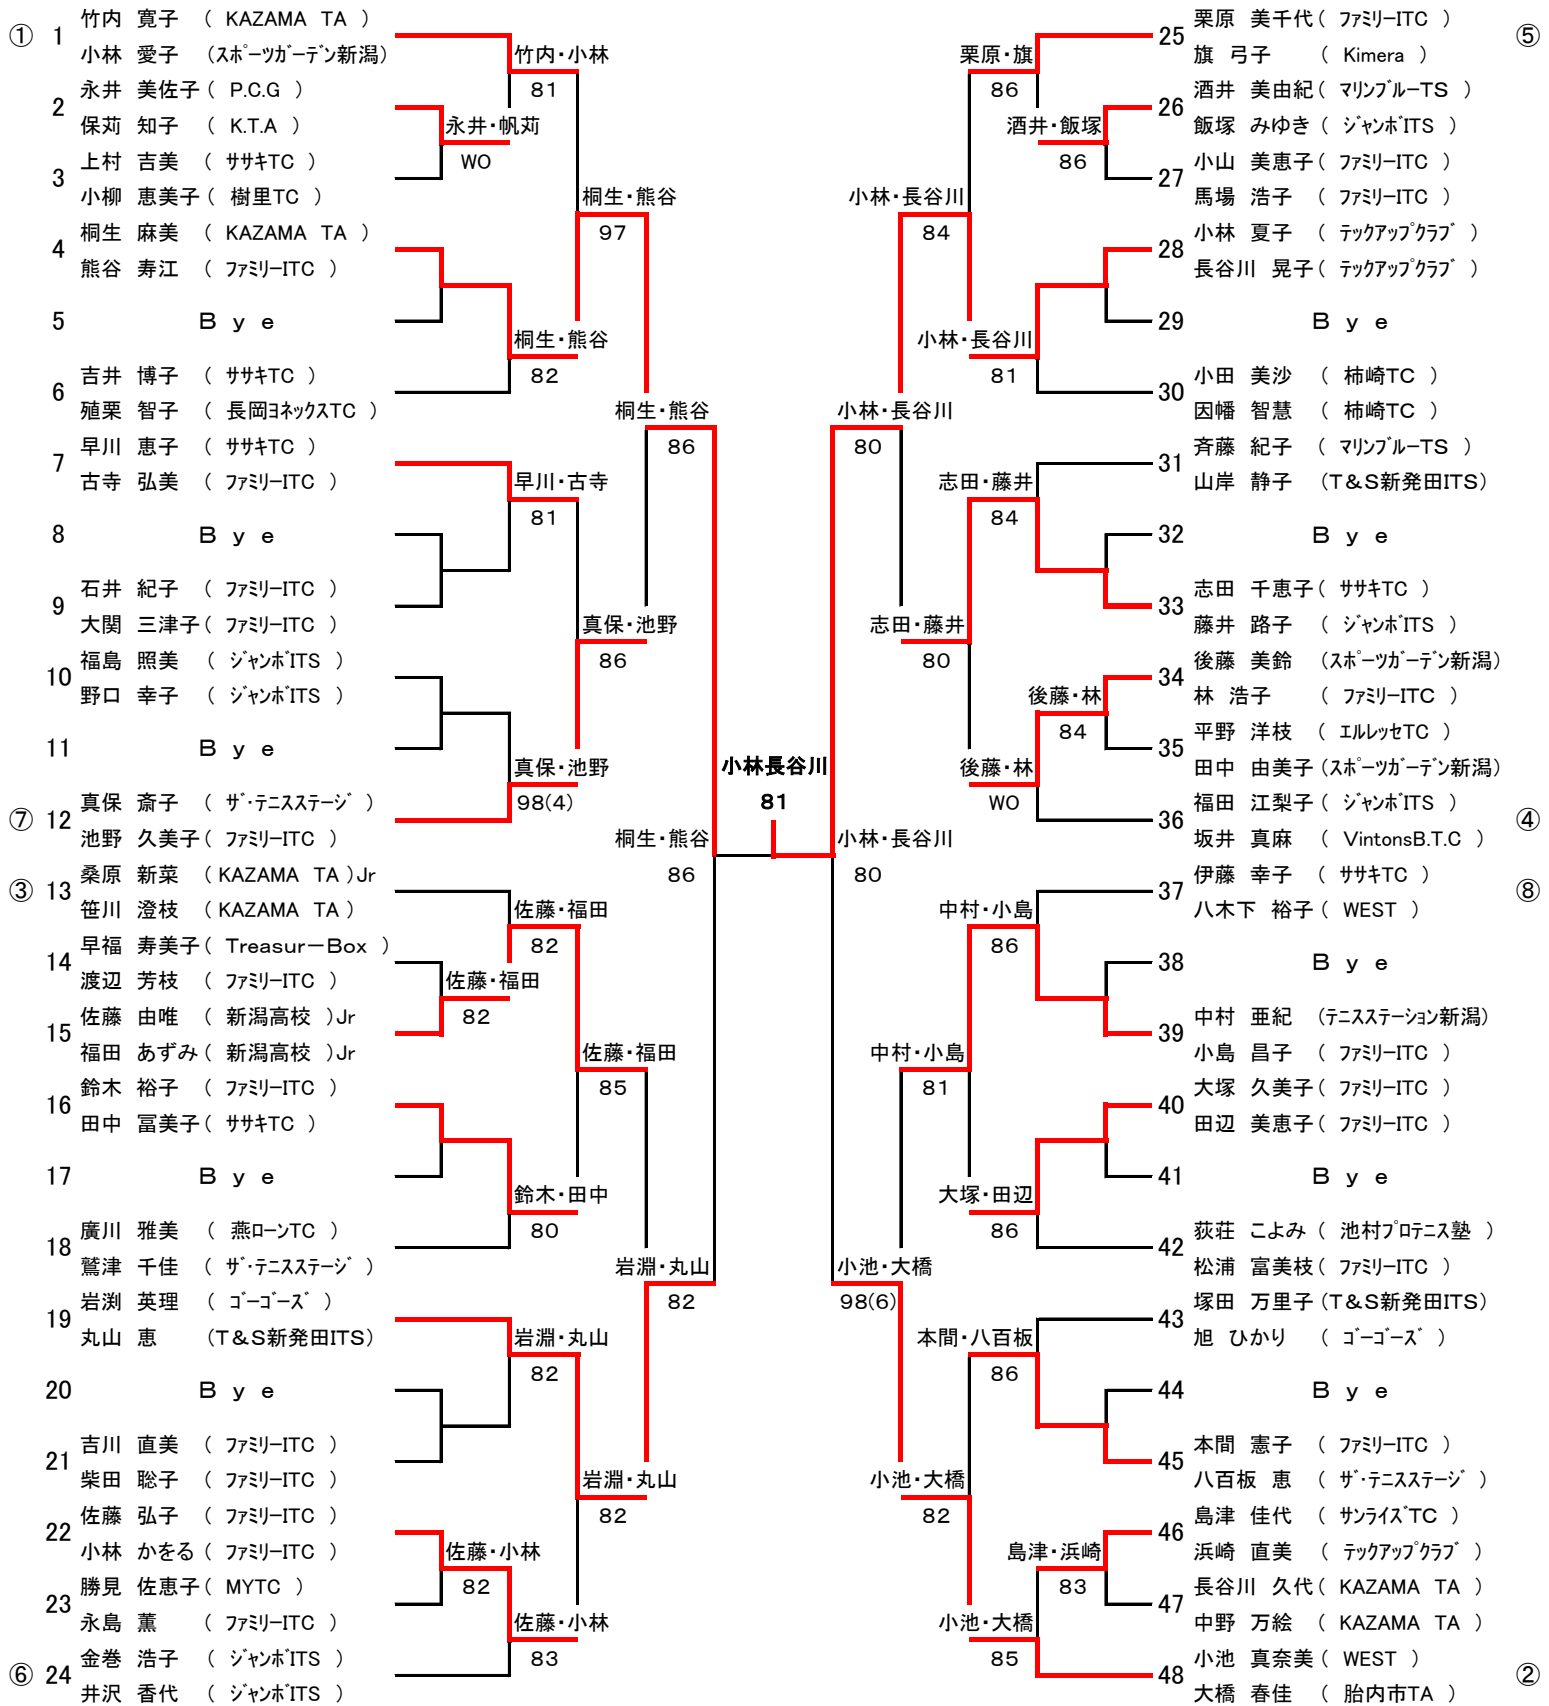 ① 1 竹内 寛子 ( KAZAMA TA )
小林 愛子 (スポーツガーデン新潟)
2 永井 美佐子 ( P.C.G )
保苅 知子 ( K.T.A )
3 上村 吉美 ( ササキTC )
小柳 恵美子 ( 樹里TC )
4 桐生 麻美 ( KAZAMA TA )
熊谷 寿江 ( ファミリーITC )
5 Bye
6 吉井 博子 ( ササキTC )
殖栗 智子 ( 長岡ヨネックスTC )
7 早川 恵子 ( ササキTC )
古寺 弘美 ( ファミリーITC )
8 Bye
9 石井 紀子 ( ファミリーITC )
大関 三津子 ( ファミリーITC )
10 福島 照美 ( ジャンボITS )
野口 幸子 ( ジャンボITS )
11 Bye
⑦ 12 真保 斎子 ( ザ・テニスステージ )
池野 久美子 ( ファミリーITC )
③ 13 桑原 新菜 ( KAZAMA TA )Jr
笹川 澄枝 ( KAZAMA TA )
14 早福 寿美子 ( Treasur－Box )
渡辺 芳枝 ( ファミリーITC )
15 佐藤 由唯 ( 新潟高校 )Jr
福田 あずみ ( 新潟高校 )Jr
16 鈴木 裕子 ( ファミリーITC )
田中 冨美子 ( ササキTC )
17 Bye
18 廣川 雅美 ( 燕ローンTC )
鷲津 千佳 ( ザ・テニスステージ )
19 岩渕 英理 ( ゴーゴーズ )
丸山 恵 (T＆S新発田ITS)
20 Bye
21 吉川 直美 ( ファミリーITC )
柴田 聡子 ( ファミリーITC )
22 佐藤 弘子 ( ファミリーITC )
小林 かをる ( ファミリーITC )
23 勝見 佐恵子 ( MYTC )
永島 薫 ( ファミリーITC )
⑥ 24 金巻 浩子 ( ジャンボITS )
井沢 香代 ( ジャンボITS )
竹内・小林
81
永井・帆苅
WO
桐生・熊谷
97
桐生・熊谷
82
桐生・熊谷
86
早川・古寺
81
真保・池野
86
真保・池野
98(4)
桐生・熊谷
86
佐藤・福田
82
佐藤・福田
82
佐藤・福田
85
鈴木・田中
80
岩淵・丸山
82
岩淵・丸山
82
岩淵・丸山
82
佐藤・小林
82
佐藤・小林
83
小林長谷川
81
栗原・旗
86
酒井・飯塚
86
小林・長谷川
84
小林・長谷川
81
小林・長谷川
80
志田・藤井
84
志田・藤井
80
後藤・林
84
後藤・林
WO
小林・長谷川
80
中村・小島
86
中村・小島
81
大塚・田辺
86
小池・大橋
98(6)
本間・八百板
86
小池・大橋
82
島津・浜崎
83
小池・大橋
85
25 栗原 美千代 ( ファミリーITC ) ⑤
旗 弓子 ( Kimera )
26 酒井 美由紀 ( マリンブルーTS )
飯塚 みゆき ( ジャンボITS )
27 小山 美恵子 ( ファミリーITC )
馬場 浩子 ( ファミリーITC )
28 小林 夏子 ( テックアップクラブ )
長谷川 晃子 ( テックアップクラブ )
29 Bye
30 小田 美沙 ( 柿崎TC )
因幡 智慧 ( 柿崎TC )
31 斉藤 紀子 ( マリンブルーTS )
山岸 静子 (T＆S新発田ITS)
32 Bye
33 志田 千恵子 ( ササキTC )
藤井 路子 ( ジャンボITS )
34 後藤 美鈴 (スポーツガーデン新潟)
林 浩子 ( ファミリーITC )
35 平野 洋枝 ( エルレッセTC )
田中 由美子 (スポーツガーデン新潟)
36 福田 江梨子 ( ジャンボITS ) ④
坂井 真麻 ( VintonsB.T.C )
37 伊藤 幸子 ( ササキTC ) ⑧
八木下 裕子 ( WEST )
38 Bye
39 中村 亜紀 (テニスステーション新潟)
小島 昌子 ( ファミリーITC )
40 大塚 久美子 ( ファミリーITC )
田辺 美恵子 ( ファミリーITC )
41 Bye
42 荻荘 こよみ ( 池村プロテニス塾 )
松浦 富美枝 ( ファミリーITC )
43 塚田 万里子 (T＆S新発田ITS)
旭 ひかり ( ゴーゴーズ )
44 Bye
45 本間 憲子 ( ファミリーITC )
八百板 恵 ( ザ・テニスステージ )
46 島津 佳代 ( サンライズTC )
浜崎 直美 ( テックアップクラブ )
47 長谷川 久代 ( KAZAMA TA )
中野 万絵 ( KAZAMA TA )
48 小池 真奈美 ( WEST ) ②
大橋 春佳 ( 胎内市TA )